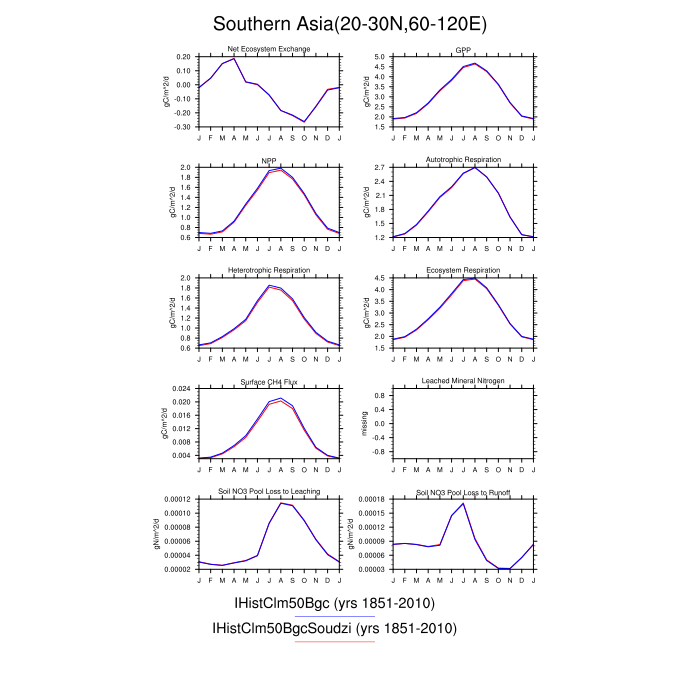 Southern Asia(20-30N,60-120E)
Net Ecosystem Exchange
gC/m^2/d
0.20
0.10
0.00
-0.10
-0.20
-0.30
J F M A M J J A S O N D J
GPP
gC/m^2/d
5.0
4.5
4.0
3.5
3.0
2.5
2.0
1.5
J F M A M J J A S O N D J
NPP
gC/m^2/d
2.0
1.8
1.6
1.4
1.2
1.0
0.8
0.6
J F M A M J J A S O N D J
Autotrophic Respiration
gC/m^2/d
2.7
2.4
2.1
1.8
1.5
1.2
J F M A M J J A S O N D J
Heterotrophic Respiration
gC/m^2/d
2.0
1.8
1.6
1.4
1.2
1.0
0.8
0.6
J F M A M J J A S O N D J
Ecosystem Respiration
gC/m^2/d
4.5
4.0
3.5
3.0
2.5
2.0
1.5
J F M A M J J A S O N D J
Surface CH4 Flux
gC/m^2/d
0.024
0.020
0.016
0.012
0.008
0.004
J F M A M J J A S O N D J
Leached Mineral Nitrogen
missing
0.8
0.4
0.0
-0.4
-0.8
J F M A M J J A S O N D J
Soil NO3 Pool Loss to Leaching
gN/m^2/d
0.00012
0.00010
0.00008
0.00006
0.00004
0.00002
J F M A M J J A S O N D J
Soil NO3 Pool Loss to Runoff
gN/m^2/d
0.00018
0.00015
0.00012
0.00009
0.00006
0.00003
J F M A M J J A S O N D J
IHistClm50Bgc (yrs 1851-2010)
IHistClm50BgcSoudzi (yrs 1851-2010)